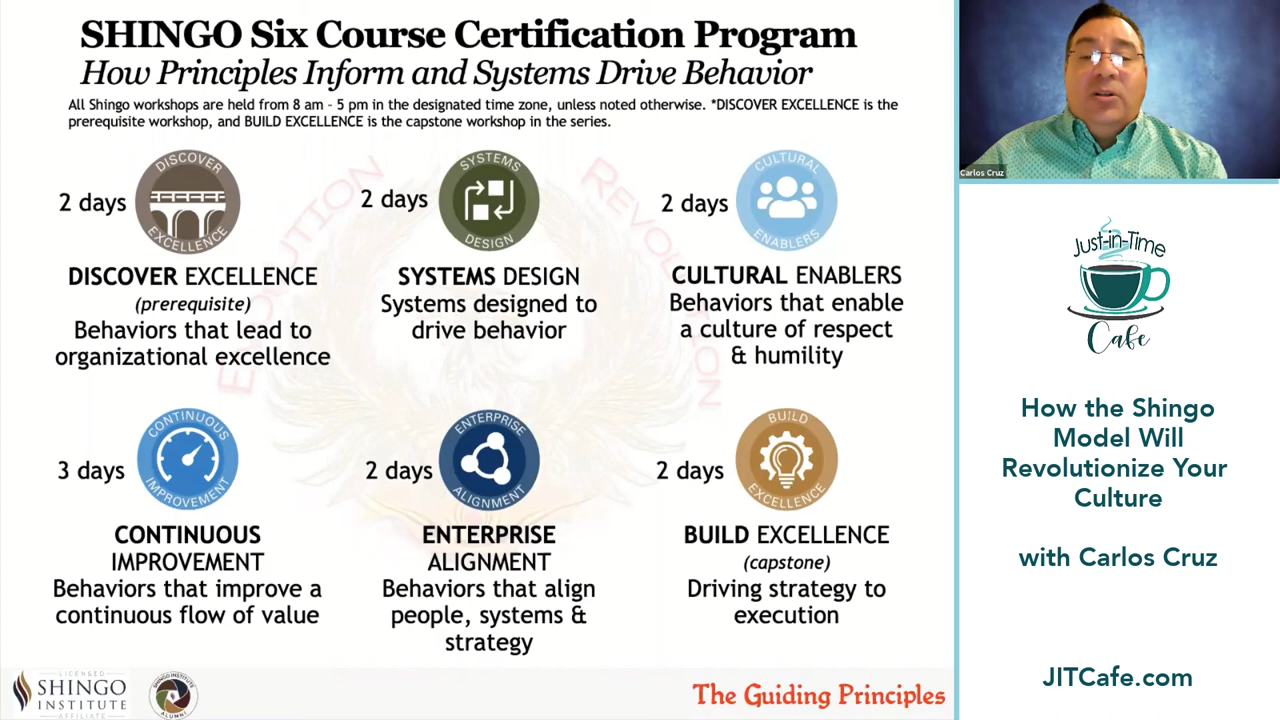 SHINGO Six Course Certification Program
How Principles Inform and Systems Drive Behavior
All Shingo workshops are held from 8 am - 5 pm in the designated time zone, unless noted otherwise. *DISCOVER EXCELLENCE is the
prerequisite workshop, and BUILD EXCELLENCE is the capstone workshop in the series.
EVOLUTION
REVOLUTION
2 days
DISCOVER
EXCELLENCE
DISCOVER EXCELLENCE
(prerequisite)
Behaviors that lead to
organizational excellence
2 days
SYSTEMS
DESIGN
SYSTEMS DESIGN
Systems designed to
drive behavior
2 days
CULTURAL
ENABLERS
CULTURAL ENABLERS
Behaviors that enable
a culture of respect
& humility
3 days
CONTINUOUS
IMPROVEMENT
CONTINUOUS
IMPROVEMENT
Behaviors that improve a
continuous flow of value
2 days
ENTERPRISE
ALIGNMENT
ENTERPRISE
ALIGNMENT
Behaviors that align
people, systems &
strategy
2 days
BUILD
EXCELLENCE
BUILD EXCELLENCE
(capstone)
Driving strategy to
execution
LICENSED
SHINGO
INSTITUTE
AFFILIATE
SHINGO INSTITUTE
ALUMNI
The Guiding Principles
Carlos Cruz
Just-in-Time
Cafe
How the Shingo
Model Will
Revolutionize Your
Culture
with Carlos Cruz
JITCafe.com